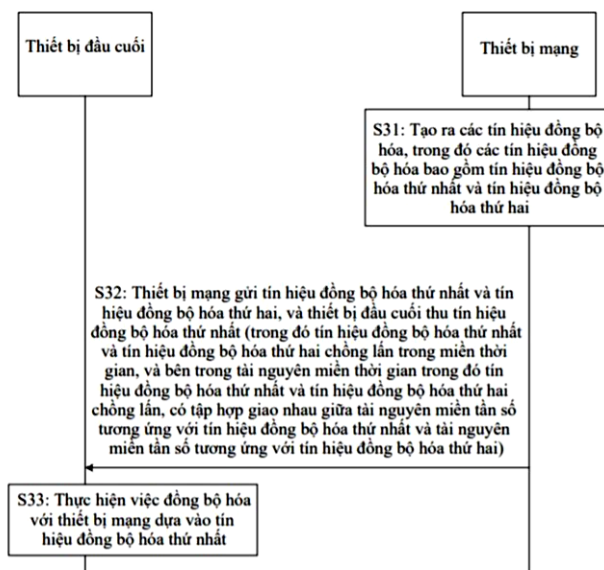 Thiết bị đầu cuối
Thiết bị mạng
S31: Tạo ra các tín hiệu đồng bộ
hóa, trong đó các tín hiệu đồng
bộ hóa bao gồm tín hiệu đồng bộ
hóa thứ nhất và tín hiệu đồng bộ
hóa thứ hai
S32: Thiết bị mạng gửi tín hiệu đồng bộ hóa thứ nhất và tín
hiệu đồng bộ hóa thứ hai, và thiết bị đầu cuối thu tín hiệu
đồng bộ hóa thứ nhất (trong đó tín hiệu đồng bộ hóa thứ nhất
và tín hiệu đồng bộ hóa thứ hai chồng lấn trong miền thời
gian, và bên trong tài nguyên miền thời gian trong đó tín
hiệu đồng bộ hóa thứ nhất và tín hiệu đồng bộ hóa thứ hai
chồng lấn, có tập hợp giao nhau giữa tài nguyên miền tần số
tương ứng với tín hiệu đồng bộ hóa thứ nhất và tài nguyên
miền tần số tương ứng với tín hiệu đồng bộ hóa thứ hai)
S33: Thực hiện việc đồng bộ hóa
với thiết bị mạng dựa vào tín
hiệu đồng bộ hóa thứ nhất